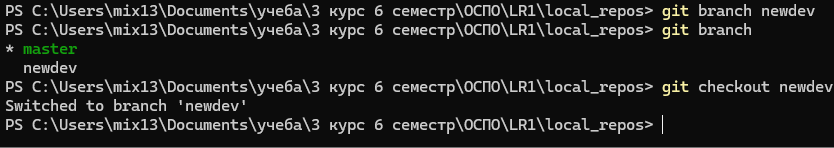 PS C:\Users\mix13\Documents\учеба\3 курс 6 семестр\ОСПО\LR1\local_repos> git branch newdev
PS C:\Users\mix13\Documents\учеба\3 курс 6 семестр\ОСПО\LR1\local_repos> git branch
* master
  newdev
PS C:\Users\mix13\Documents\учеба\3 курс 6 семестр\ОСПО\LR1\local_repos> git checkout newdev
Switched to branch 'newdev'
PS C:\Users\mix13\Documents\учеба\3 курс 6 семестр\ОСПО\LR1\local_repos>